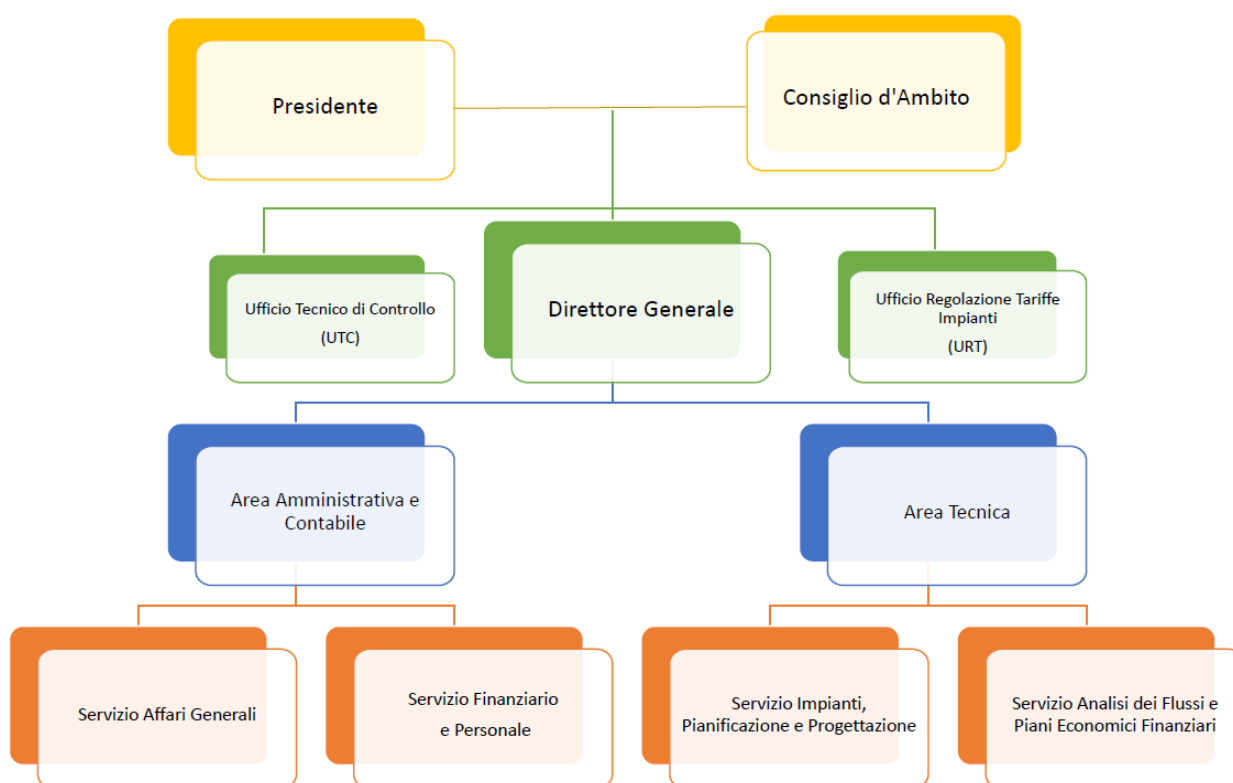 Presidente
Consiglio d'Ambito
Ufficio Tecnico di Controllo
(UTC)
Direttore Generale
Ufficio Regolazione Tariffe
Impianti
(URT)
Area Amministrativa e
Contabile
Area Tecnica
Servizio Affari Generali
Servizio Finanziario
e Personale
Servizio Impianti,
Pianificazione e Progettazione
Servizio Analisi dei Flussi e
Piani Economici Finanziari